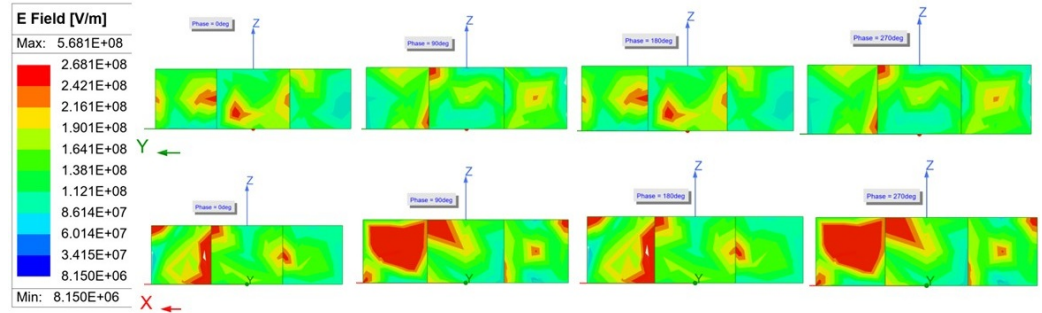 E Field [V/m]
Max: 5.681E+08
2.681E+08
2.421E+08
2.161E+08
1.901E+08
1.641E+08
1.381E+08
1.121E+08
8.614E+07
6.014E+07
3.415E+07
8.150E+06
Min: 8.150E+06
Phase = 0deg
Z
Phase = 90deg
Z
Phase = 180deg
Z
Phase = 270deg
Z
Y
Phase = 0deg
Z
Y
Phase = 90deg
Z
Y
Phase = 180deg
Z
Y
Phase = 270deg
Z
Y
X